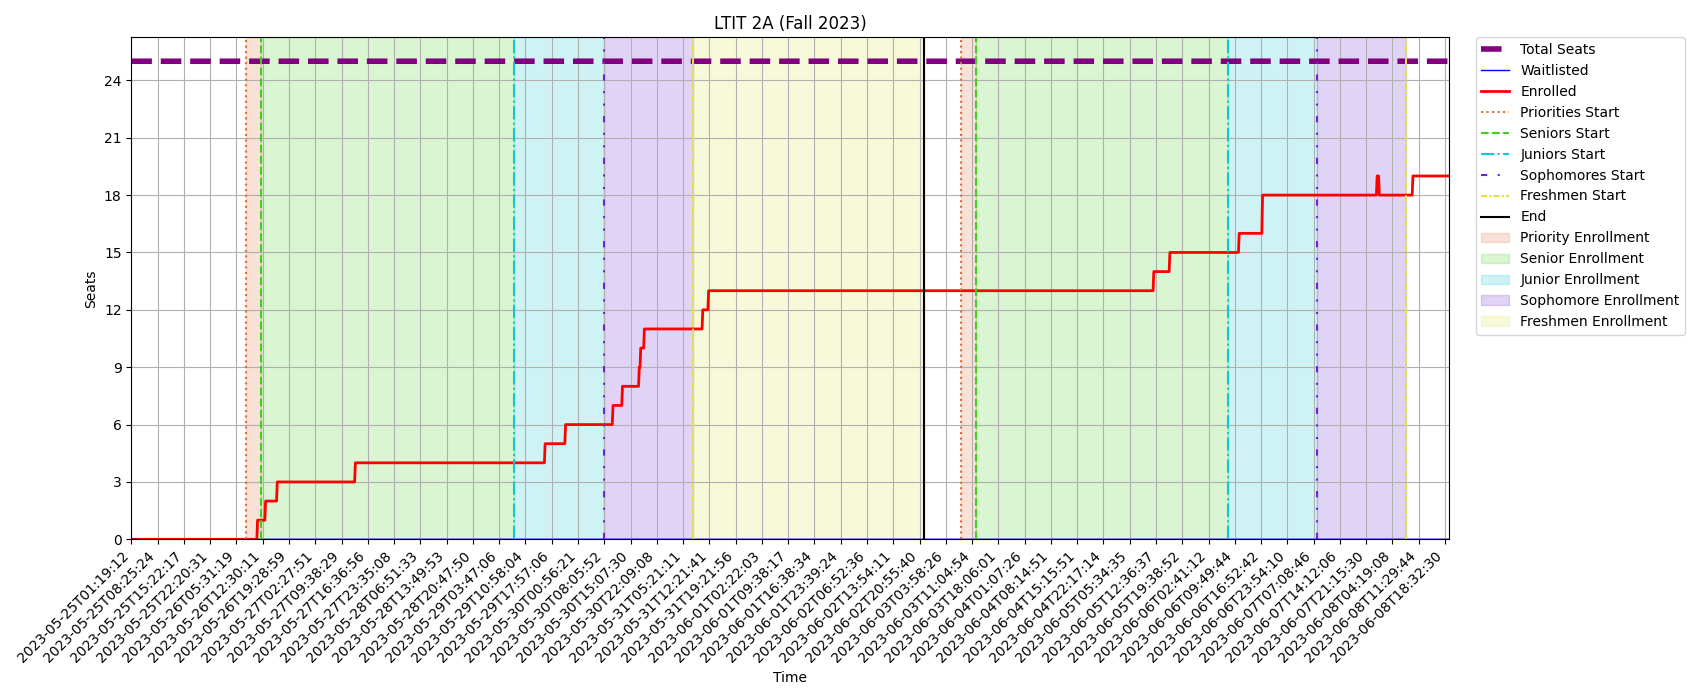 LTIT 2A (Fall 2023)
Seats
24
21
18
15
12
9
6
3
0
2023-05-25T01:19:12
2023-05-25T08:25:24
2023-05-25T15:22:17
2023-05-25T22:20:31
2023-05-26T05:31:19
2023-05-26T12:30:11
2023-05-26T19:28:59
2023-05-27T02:27:51
2023-05-27T09:38:29
2023-05-27T16:36:56
2023-05-27T23:35:08
2023-05-28T06:51:33
2023-05-28T13:49:53
2023-05-28T20:47:50
2023-05-29T03:47:06
2023-05-29T10:58:04
2023-05-29T17:57:06
2023-05-30T00:56:21
2023-05-30T08:05:52
2023-05-30T15:07:30
2023-05-30T22:09:08
2023-05-31T05:21:11
2023-05-31T12:21:41
2023-05-31T19:21:56
2023-06-01T02:22:03
2023-06-01T09:38:17
2023-06-01T16:38:34
2023-06-01T23:39:24
2023-06-02T06:52:36
2023-06-02T13:54:11
2023-06-02T20:55:40
2023-06-03T03:58:26
2023-06-03T11:04:54
2023-06-03T18:06:01
2023-06-04T01:07:26
2023-06-04T08:14:51
2023-06-04T15:15:51
2023-06-04T22:17:14
2023-06-05T05:34:35
2023-06-05T12:36:37
2023-06-05T19:38:52
2023-06-06T02:41:12
2023-06-06T09:49:44
2023-06-06T16:52:42
2023-06-06T23:54:10
2023-06-07T07:08:46
2023-06-07T14:12:06
2023-06-07T21:15:30
2023-06-08T04:19:08
2023-06-08T11:29:44
2023-06-08T18:32:30
Time
Total Seats
Waitlisted
Enrolled
Priorities Start
Seniors Start
Juniors Start
Sophomores Start
Freshmen Start
End
Priority Enrollment
Senior Enrollment
Junior Enrollment
Sophomore Enrollment
Freshmen Enrollment